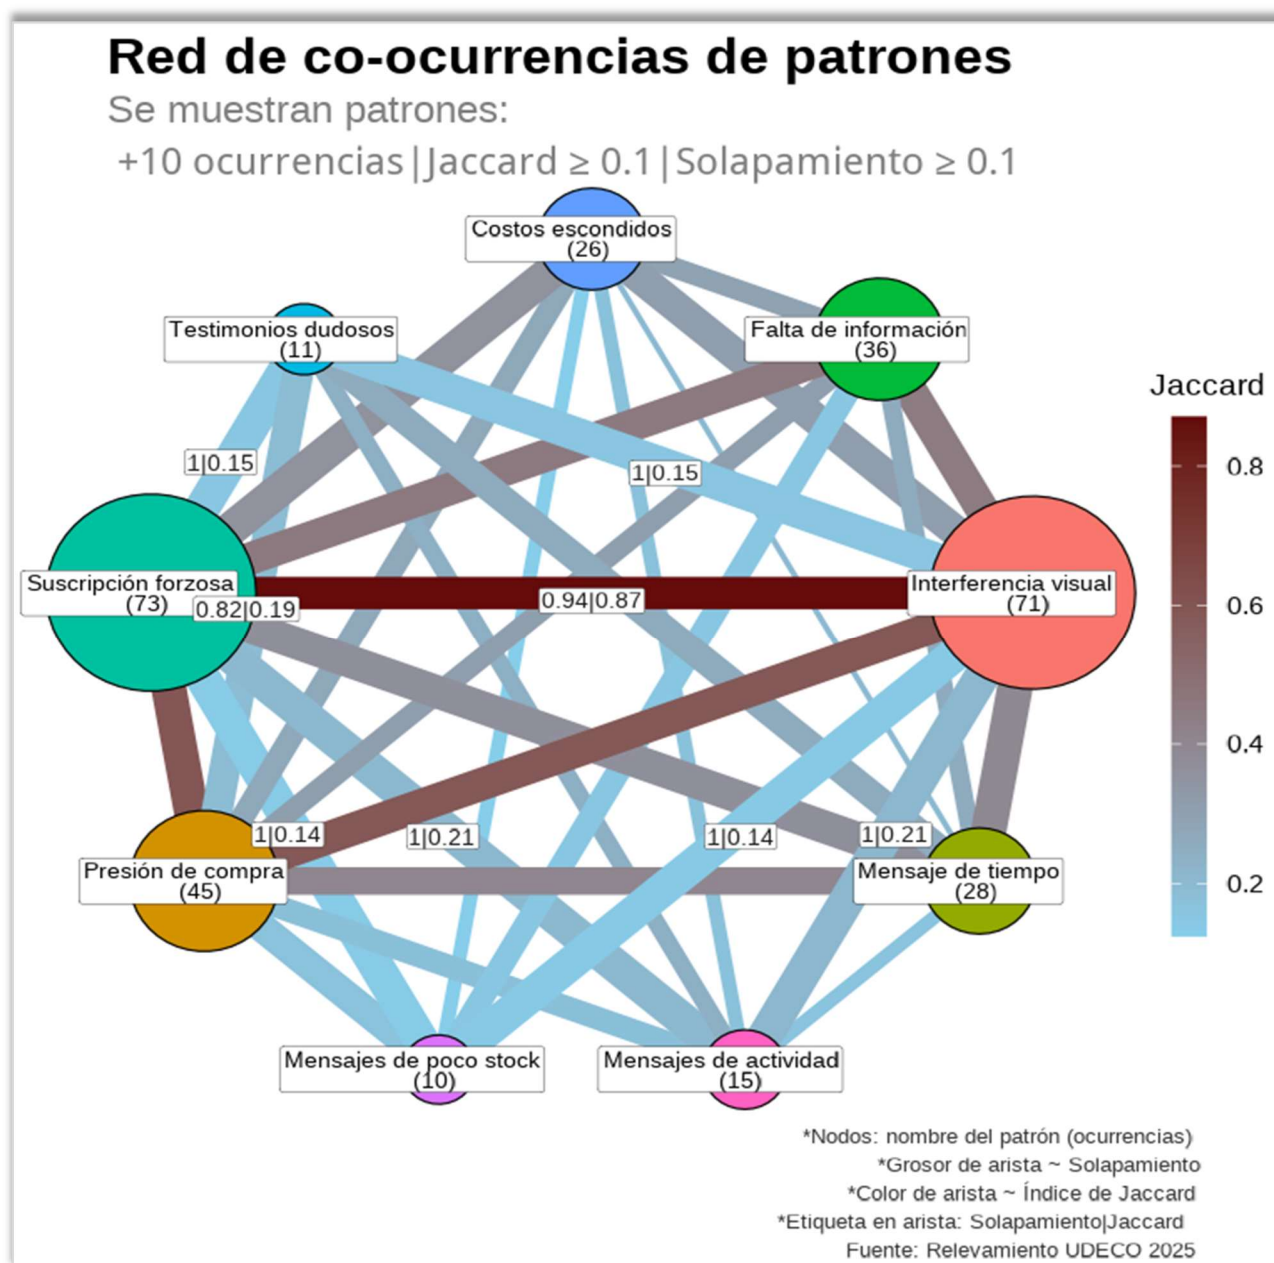 Red de co-ocurrencias de patrones
Se muestran patrones:
+10 ocurrencias|Jaccard ≥ 0.1|Solapamiento ≥ 0.1
Costos escondidos
(26)
Testimonios dudosos
(11)
Falta de información
(36)
Jaccard
1|0.15
1|0.15
0.8
Suscripción forzosa
(73)
0.82|0.19
0.94|0.87
Interferencia visual
(71)
0.6
0.4
1|0.14
1|0.21
1|0.14
1|0.21
Presión de compra
(45)
Mensaje de tiempo
(28)
0.2
Mensajes de poco stock
(10)
Mensajes de actividad
(15)
*Nodos: nombre del patrón (ocurrencias)
*Grosor de arista ~ Solapamiento
*Color de arista ~ Índice de Jaccard
*Etiqueta en arista: Solapamiento|Jaccard
Fuente: Relevamiento UDECO 2025